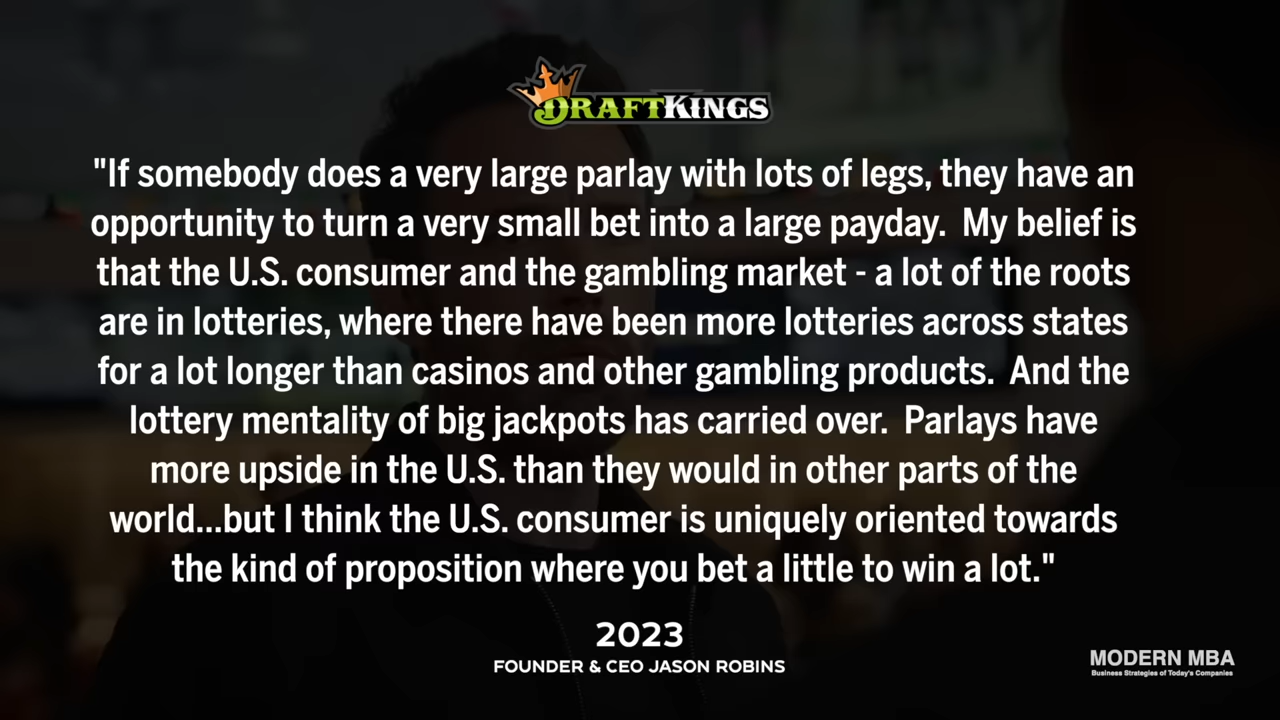 DRAFTKINGS
"If somebody does a very large parlay with lots of legs, they have an
opportunity to turn a very small bet into a large payday.  My belief is
that the U.S. consumer and the gambling market - a lot of the roots
are in lotteries, where there have been more lotteries across states
for a lot longer than casinos and other gambling products.  And the
lottery mentality of big jackpots has carried over.  Parlays have
more upside in the U.S. than they would in other parts of the
world...but I think the U.S. consumer is uniquely oriented towards
the kind of proposition where you bet a little to win a lot."
2023
FOUNDER & CEO JASON ROBINS
MODERN MBA
Business Strategies of Today's Companies